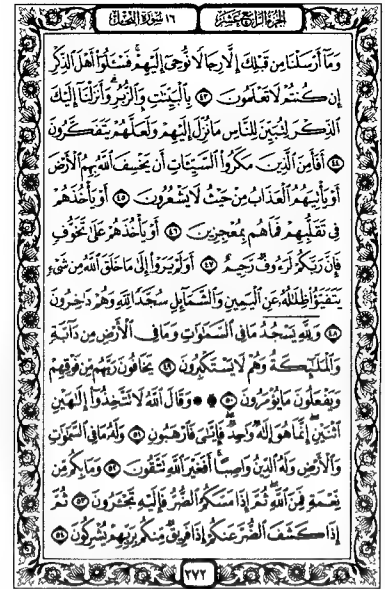 الجزء الرابع عشر
١٦ سورة النحل
وَمَآ أَرْسَلْنَا مِن قَبْلِكَ إِلَّا رِجَالًا نُّوحِىٓ إِلَيْهِمْ ۚ فَسْـَٔلُوٓا۟ أَهْلَ ٱلذِّكْرِ
إِن كُنتُمْ لَا تَعْلَمُونَ ٤٣ بِٱلْبَيِّنَـٰتِ وَٱلزُّبُرِ ۗ وَأَنزَلْنَآ إِلَيْكَ
ٱلذِّكْرَ لِتُبَيِّنَ لِلنَّاسِ مَا نُزِّلَ إِلَيْهِمْ وَلَعَلَّهُمْ يَتَفَكَّرُونَ
٤٤ أَفَأَمِنَ ٱلَّذِينَ مَكَرُوا۟ ٱلسَّيِّـَٔاتِ أَن يَخْسِفَ ٱللَّهُ بِهِمُ ٱلْأَرْضَ
أَوْ يَأْتِيَهُمُ ٱلْعَذَابُ مِنْ حَيْثُ لَا يَشْعُرُونَ ٤٥ أَوْ يَأْخُذَهُمْ
فِى تَقَلُّبِهِمْ فَمَا هُم بِمُعْجِزِينَ ٤٦ أَوْ يَأْخُذَهُمْ عَلَىٰ تَخَوُّفٍ
فَإِنَّ رَبَّكُمْ لَرَءُوفٌ رَّحِيمٌ ٤٧ أَوَلَمْ يَرَوْا۟ إِلَىٰ مَا خَلَقَ ٱللَّهُ مِن شَىْءٍ
يَتَفَيَّؤُا۟ ظِلَـٰلُهُۥ عَنِ ٱلْيَمِينِ وَٱلشَّمَآئِلِ سُجَّدًا لِّلَّهِ وَهُمْ دَٰخِرُونَ
٤٨ وَلِلَّهِ يَسْجُدُ مَا فِى ٱلسَّمَـٰوَٰتِ وَمَا فِى ٱلْأَرْضِ مِن دَآبَّةٍ
وَٱلْمَلَـٰٓئِكَةُ وَهُمْ لَا يَسْتَكْبِرُونَ ٤٩ يَخَافُونَ رَبَّهُم مِّن فَوْقِهِمْ
وَيَفْعَلُونَ مَا يُؤْمَرُونَ ۩ ٥٠ ۞ وَقَالَ ٱللَّهُ لَا تَتَّخِذُوٓا۟ إِلَـٰهَيْنِ
ٱثْنَيْنِ ۖ إِنَّمَا هُوَ إِلَـٰهٌ وَٰحِدٌ ۖ فَإِيَّـٰىَ فَٱرْهَبُونِ ٥١ وَلَهُۥ مَا فِى ٱلسَّمَـٰوَٰتِ
وَٱلْأَرْضِ وَلَهُ ٱلدِّينُ وَاصِبًا ۚ أَفَغَيْرَ ٱللَّهِ تَتَّقُونَ ٥٢ وَمَا بِكُم مِّن
نِّعْمَةٍ فَمِنَ ٱللَّهِ ۖ ثُمَّ إِذَا مَسَّكُمُ ٱلضُّرُّ فَإِلَيْهِ تَجْـَٔرُونَ ٥٣ ثُمَّ
إِذَا كَشَفَ ٱلضُّرَّ عَنكُمْ إِذَا فَرِيقٌ مِّنكُم بِرَبِّهِمْ يُشْرِكُونَ ٥٤
٢٧٢